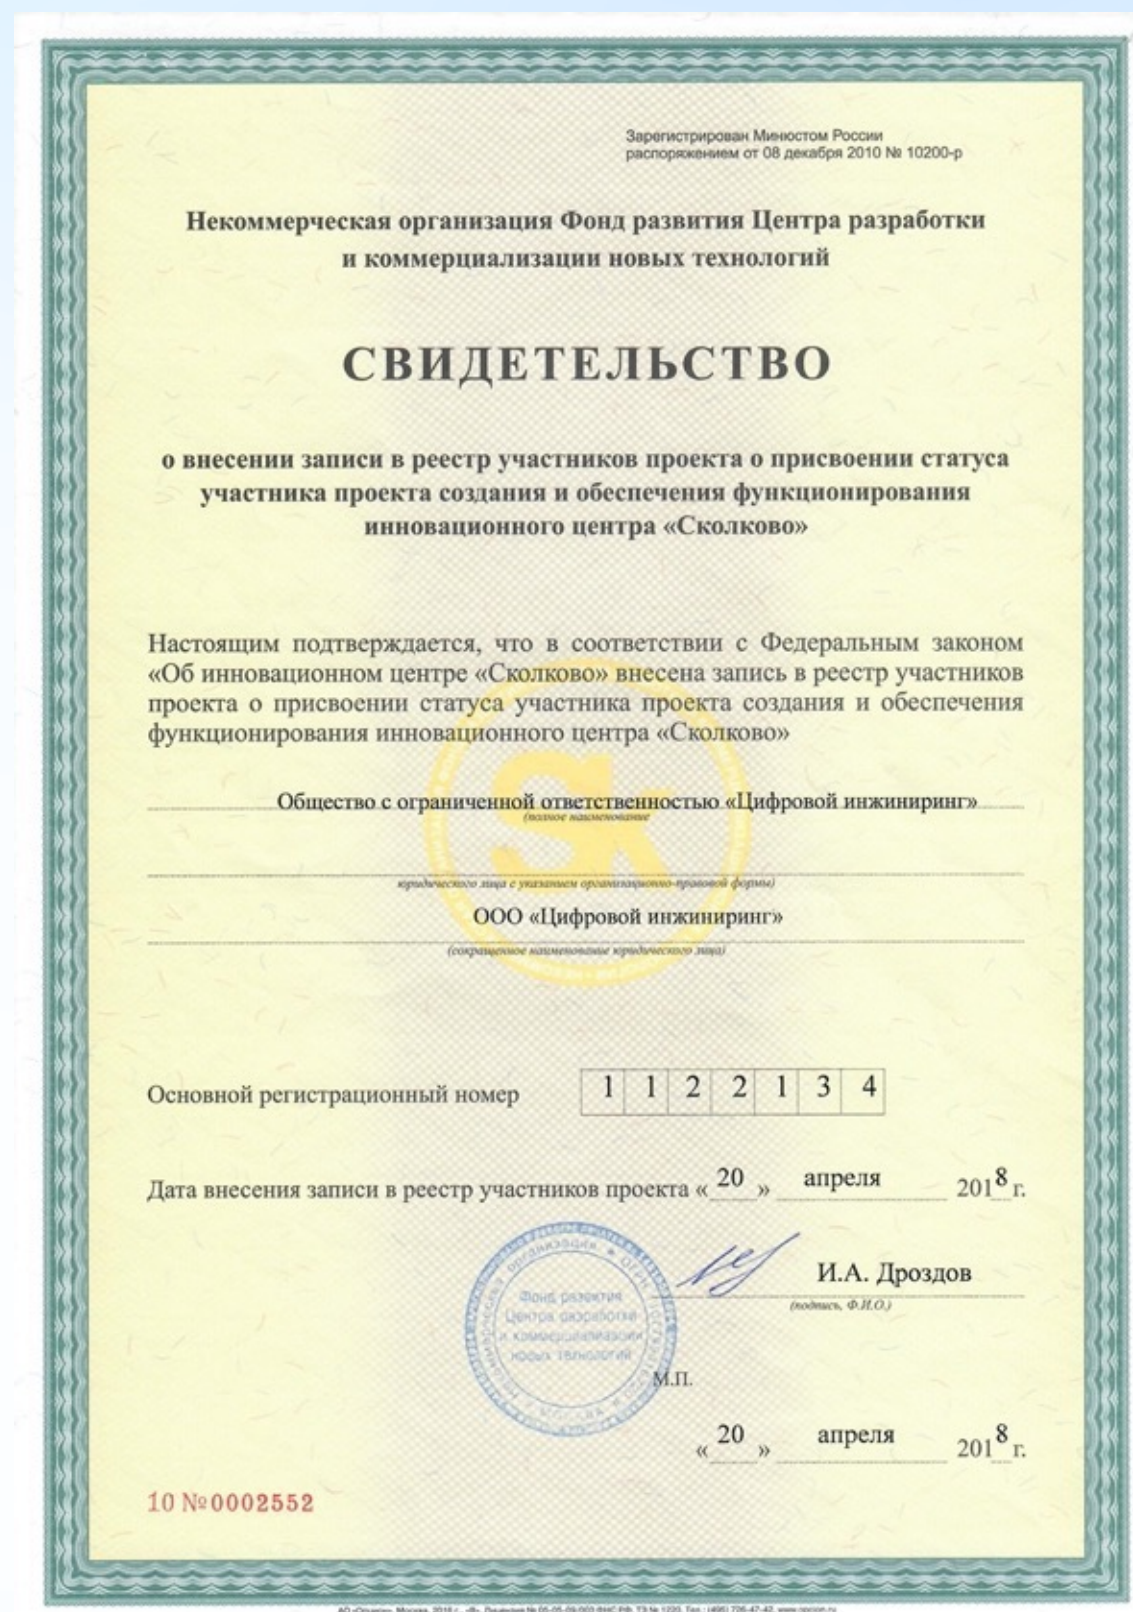 Зарегистрирован Минюстом России
распоряжением от 08 декабря 2010 № 10200-р
Некоммерческая организация Фонд развития Центра разработки
и коммерциализации новых технологий
СВИДЕТЕЛЬСТВО
о внесении записи в реестр участников проекта о присвоении статуса
участника проекта создания и обеспечения функционирования
инновационного центра «Сколково»
Настоящим подтверждается, что в соответствии с Федеральным законом
«Об инновационном центре «Сколково» внесена запись в реестр участников
проекта о присвоении статуса участника проекта создания и обеспечения
функционирования инновационного центра «Сколково»
Sk
Общество с ограниченной ответственностью «Цифровой инжиниринг»
(полное наименование
юридического лица с указанием организационно-правовой формы)
ООО «Цифровой инжиниринг»
(сокращенное наименование юридического лица)
Основной регистрационный номер 1 1 2 2 1 3 4
Дата внесения записи в реестр участников проекта « 20 » апреля 2018 г.
И.А. Дроздов
(подпись, Ф.И.О.)
Фонд развития
Центра разработки
и коммерциализации
новых технологий
М.П.
« 20 » апреля 2018 г.
10 №0002552